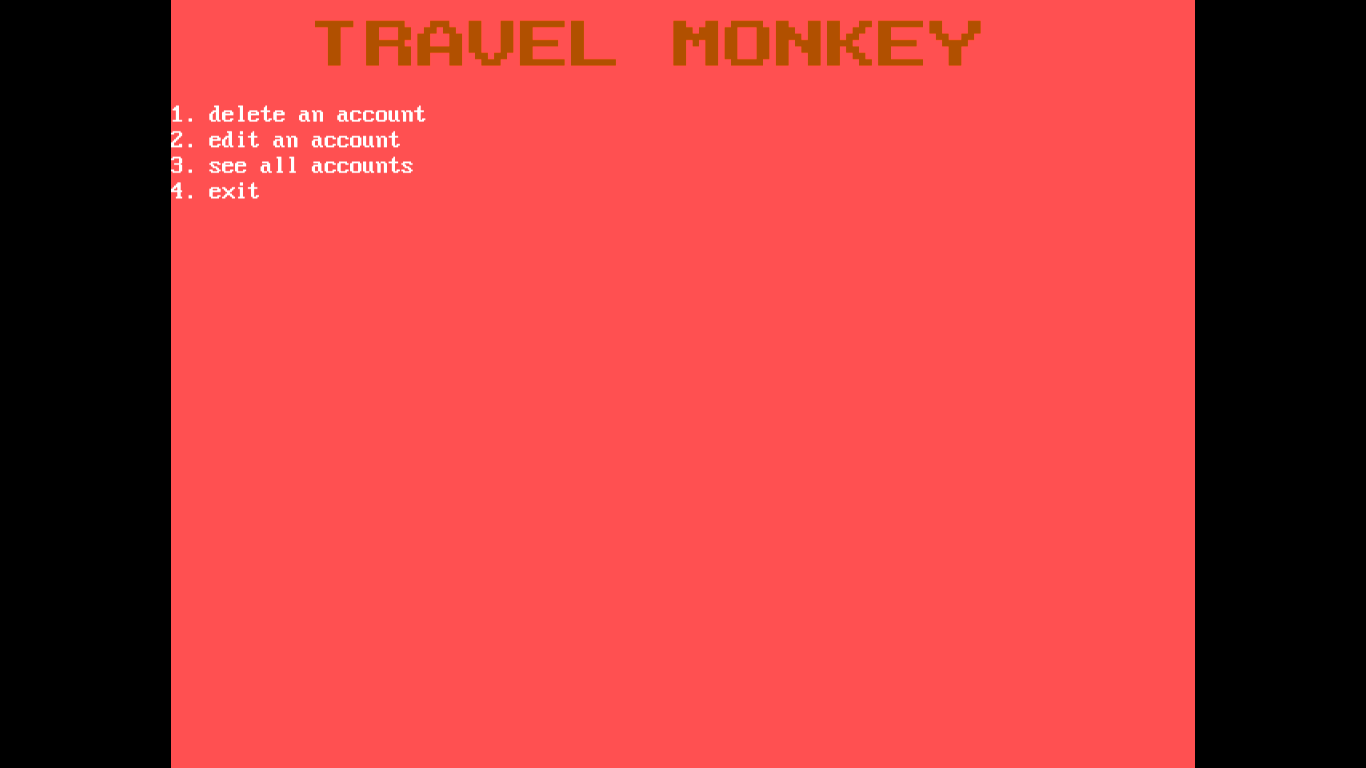 TRAVEL MONKEY
1. delete an account
2. edit an account
3. see all accounts
4. exit